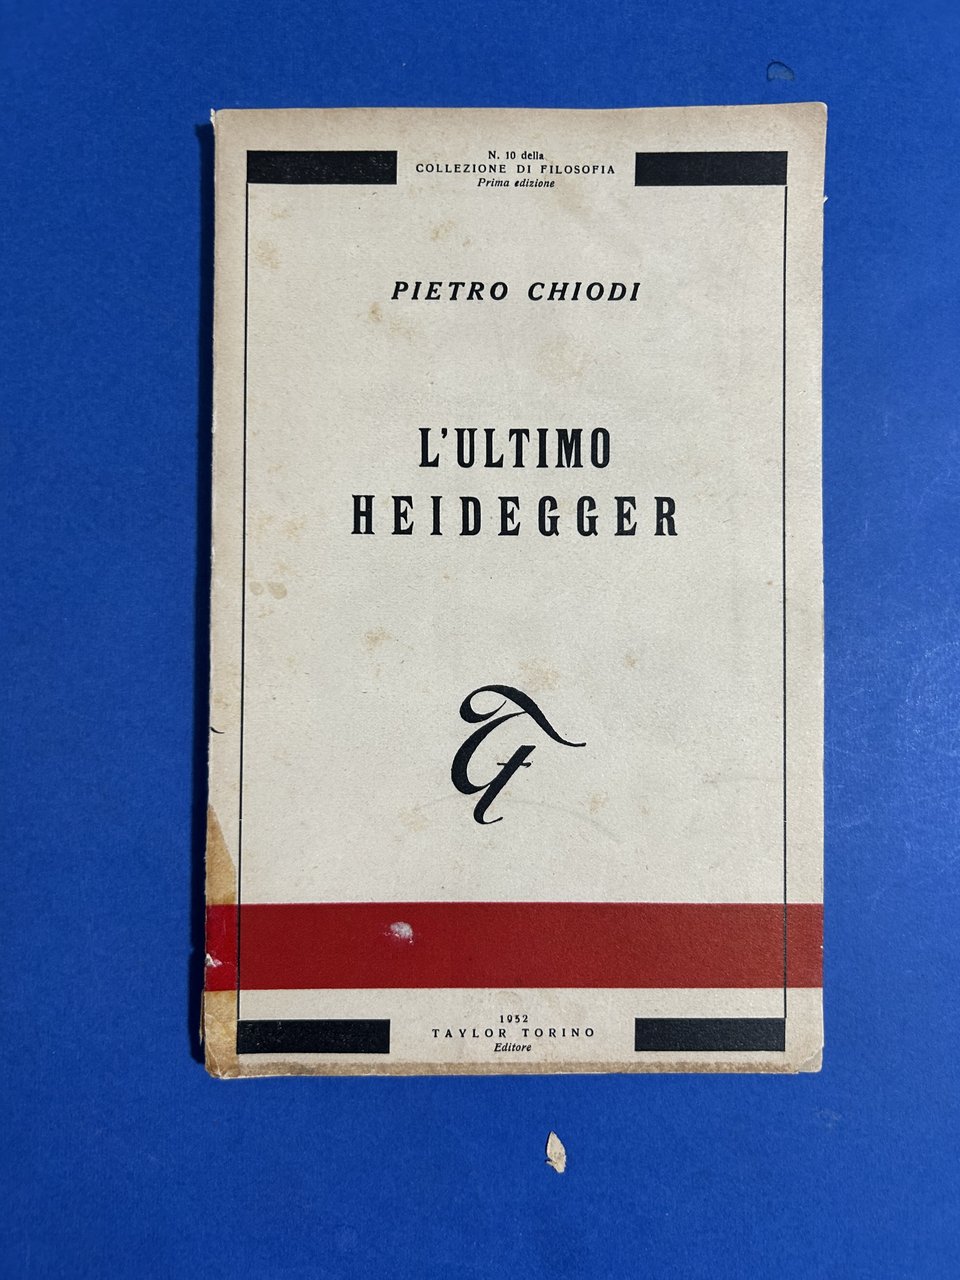 N. 10 della
COLLEZIONE DI FILOSOFIA
Prima edizione
PIETRO CHIODI
L'ULTIMO
HEIDEGGER
1952
TAYLOR TORINO
Editore